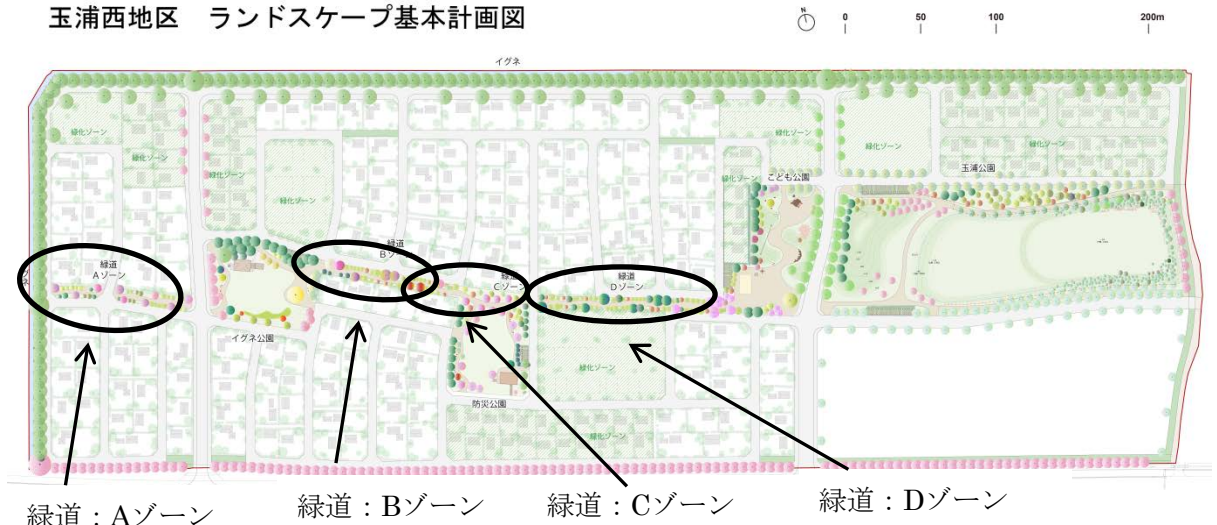 玉浦西地区 ランドスケープ基本計画図
N
0 50 100 200m
イグネ
緑化ゾーン
緑化ゾーン
緑化ゾーン
緑化ゾーン
緑化ゾーン
緑化ゾーン
緑化ゾーン
緑化ゾーン
こども公園
玉浦公園
緑道
Aゾーン
緑道
Bゾーン
緑道
Cゾーン
緑道
Dゾーン
イグネ公園
緑化ゾーン
防災公園
緑化ゾーン
緑道：Aゾーン
緑道：Bゾーン
緑道：Cゾーン
緑道：Dゾーン